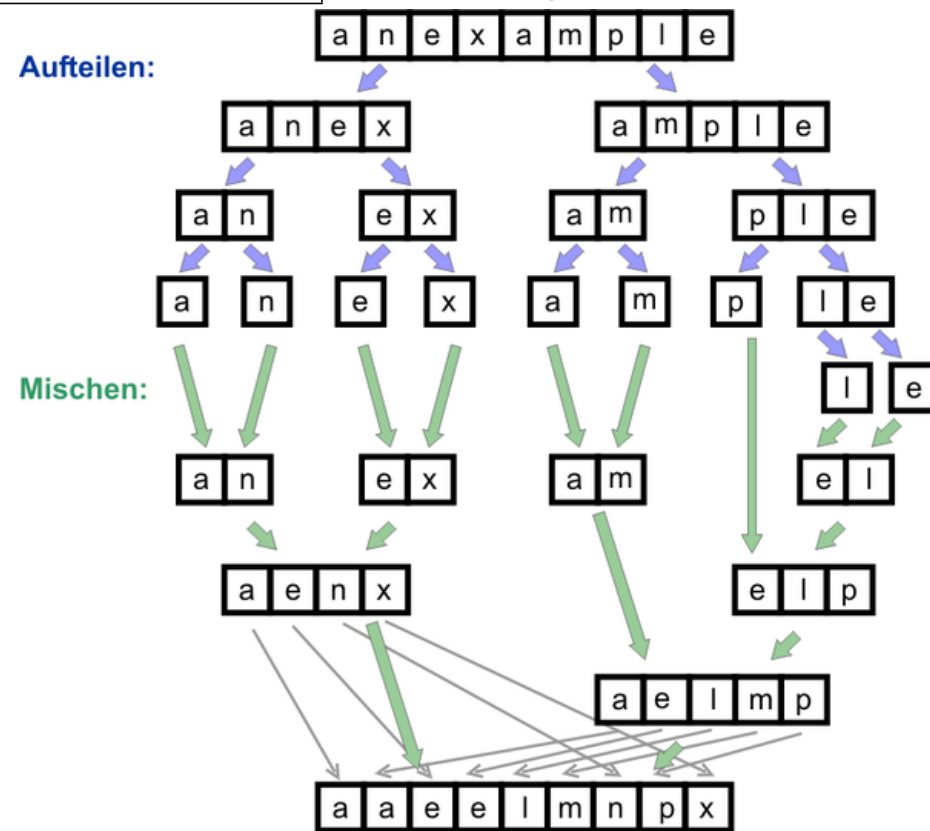 a n e x a m p l e
Aufteilen:
a n e x a m p l e
a n e x a m p l e
a n e x a m p l e
Mischen:
l e
a n e x a m e l
a e n x e l p
a e l m p
a a e e l m n p x